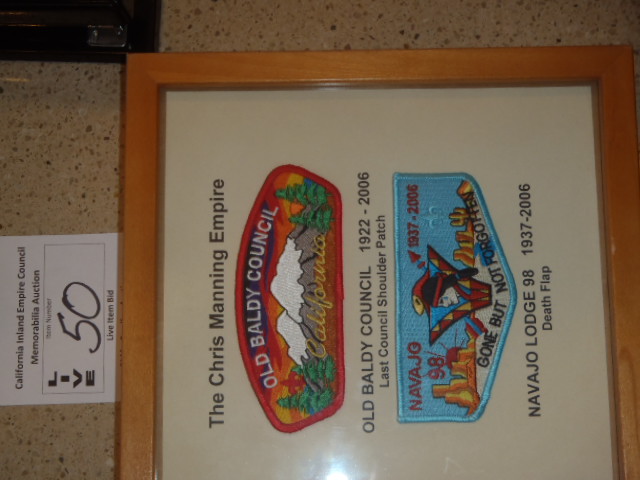 California Inland Empire Council
Memorabilia Auction
Item Number
50
LIVE
Live Item Bid
The Chris Manning Empire
OLD BALDY COUNCIL
California
OLD BALDY COUNCIL 1922 - 2006
Last Council Shoulder Patch
NAVAJO
98
1937 - 2006
GONE BUT NOT FORGOTTEN
NAVAJO LODGE 98 1937-2006
Death Flap